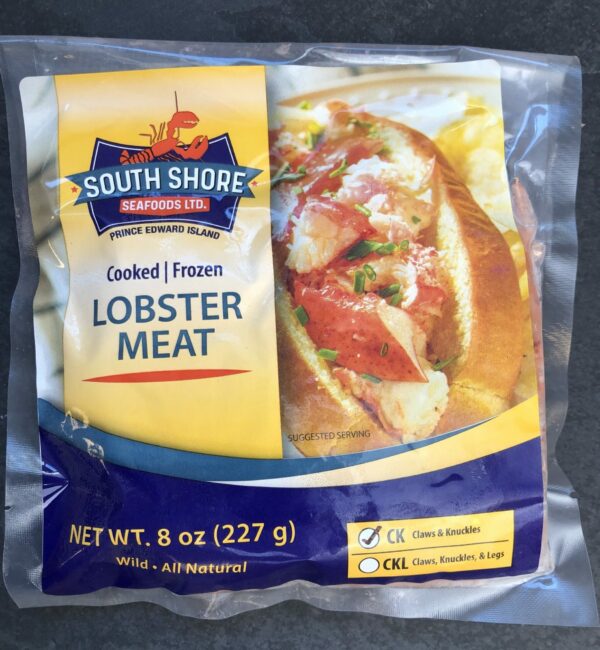 SOUTH SHORE
SEAFOODS LTD.
PRINCE EDWARD ISLAND
Cooked | Frozen
LOBSTER
MEAT
SUGGESTED SERVING
NET WT. 8 oz (227 g)
Wild • All Natural
CK Claws & Knuckles
CKL Claws, Knuckles, & Legs